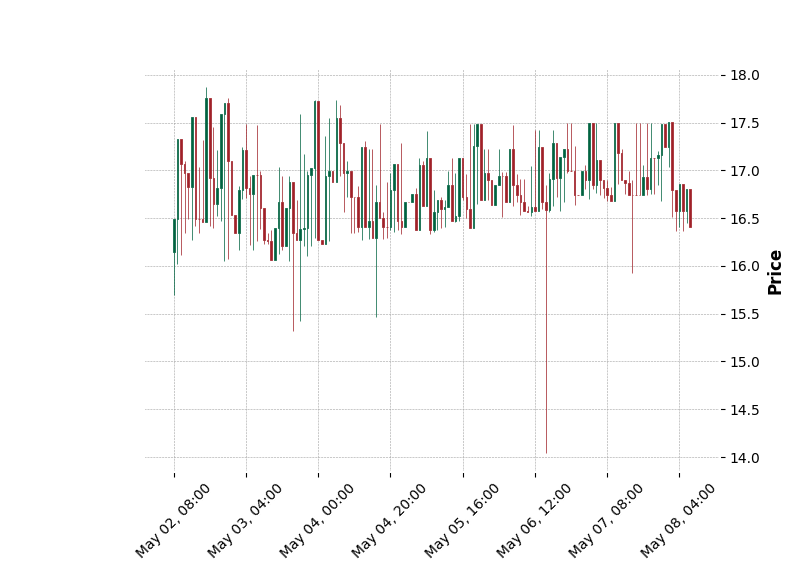 18.0
17.5
17.0
16.5
16.0
15.5
15.0
14.5
14.0
Price
May 02, 08:00
May 03, 04:00
May 04, 00:00
May 04, 20:00
May 05, 16:00
May 06, 12:00
May 07, 08:00
May 08, 04:00